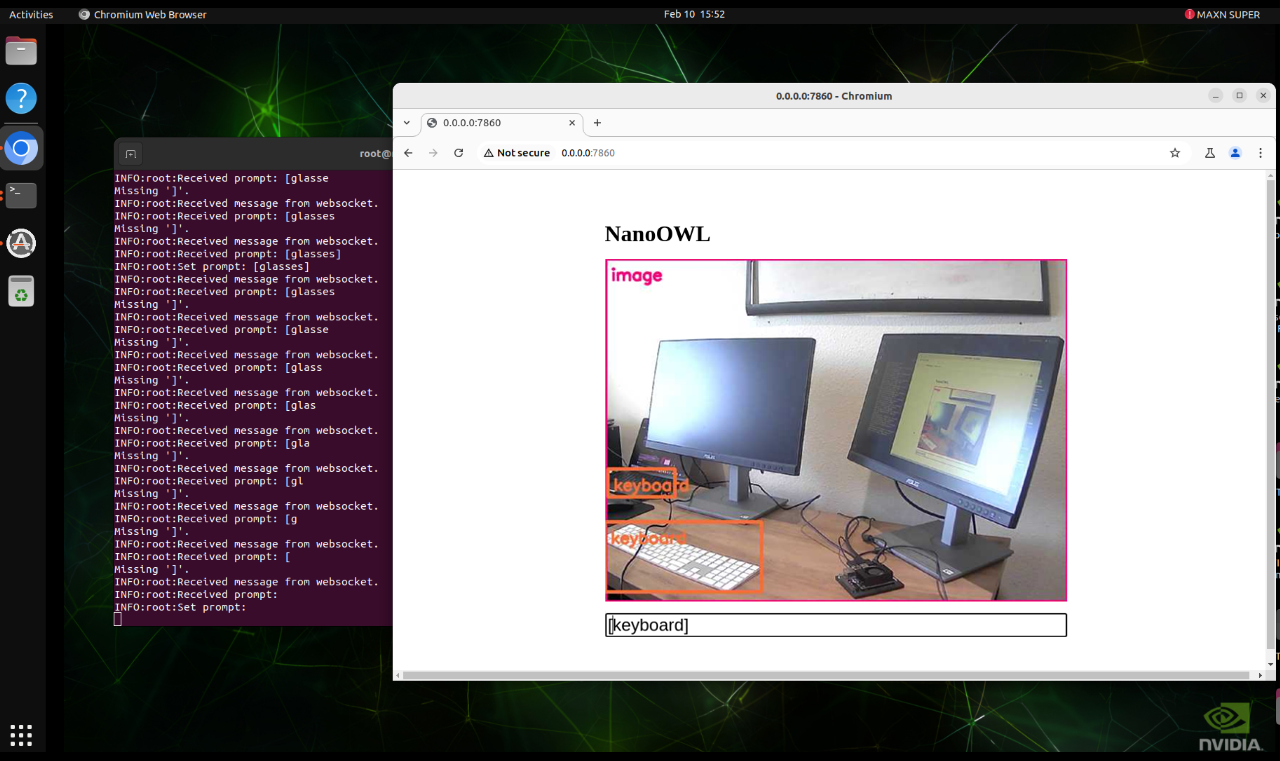 Activities
Chromium Web Browser
Feb 10 15:52
MAXN SUPER
0.0.0.0:7860 - Chromium
0.0.0.0:7860
Not secure
0.0.0.0:7860
root@
INFO:root:Received prompt: [glasse
Missing ']'.
INFO:root:Received message from websocket.
INFO:root:Received prompt: [glasses
Missing ']'.
INFO:root:Received message from websocket.
INFO:root:Received prompt: [glasses]
INFO:root:Set prompt: [glasses]
INFO:root:Received message from websocket.
INFO:root:Received prompt: [glasses
Missing ']'.
INFO:root:Received message from websocket.
INFO:root:Received prompt: [glasse
Missing ']'.
INFO:root:Received message from websocket.
INFO:root:Received prompt: [glass
Missing ']'.
INFO:root:Received message from websocket.
INFO:root:Received prompt: [glas
Missing ']'.
INFO:root:Received message from websocket.
INFO:root:Received prompt: [gla
Missing ']'.
INFO:root:Received message from websocket.
INFO:root:Received prompt: [gl
Missing ']'.
INFO:root:Received message from websocket.
INFO:root:Received prompt: [g
Missing ']'.
INFO:root:Received message from websocket.
INFO:root:Received prompt: [
Missing ']'.
INFO:root:Received message from websocket.
INFO:root:Received prompt:
INFO:root:Set prompt:
NanoOWL
image
ASUS
ASUS
keyboard
keyboard
[keyboard]
NVIDIA.